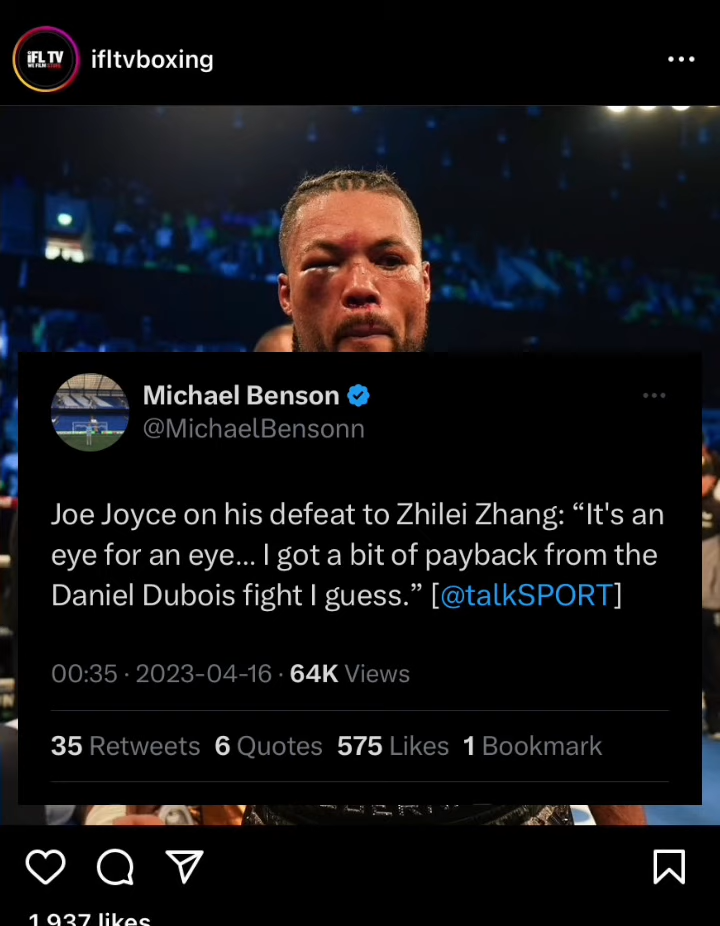 iFL TV
ifltvboxing
Michael Benson
@MichaelBensonn
Joe Joyce on his defeat to Zhilei Zhang: “It's an
eye for an eye... I got a bit of payback from the
Daniel Dubois fight I guess.” [@talkSPORT]
00:35 · 2023-04-16 · 64K Views
35 Retweets 6 Quotes 575 Likes 1 Bookmark
1,937 likes